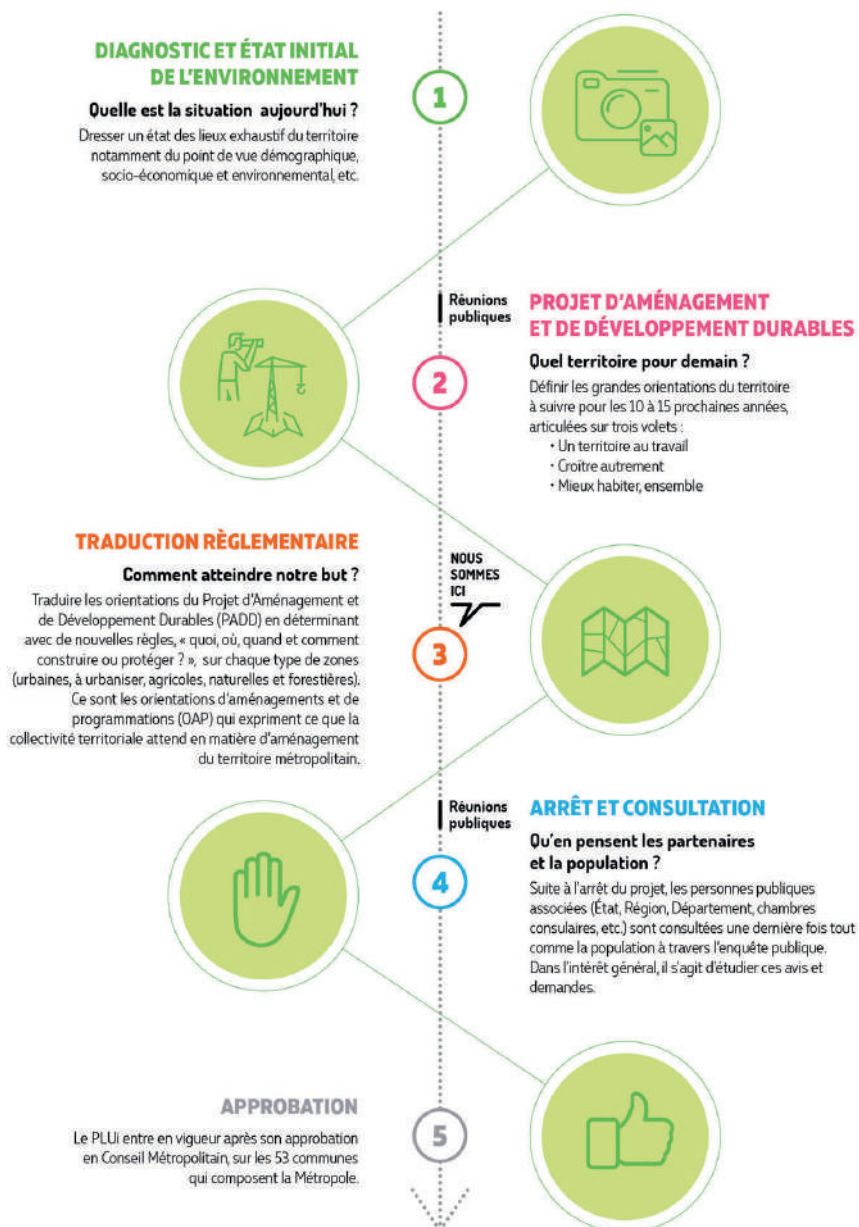 DIAGNOSTIC ET ÉTAT INITIAL
DE L'ENVIRONNEMENT
Quelle est la situation aujourd'hui ?
Dresser un état des lieux exhaustif du territoire
notamment du point de vue démographique,
socio-économique et environnemental, etc.
1
Réunions
publiques
PROJET D'AMÉNAGEMENT
ET DE DÉVELOPPEMENT DURABLES
2
Quel territoire pour demain ?
Définir les grandes orientations du territoire
à suivre pour les 10 à 15 prochaines années,
articulées sur trois volets :
• Un territoire au travail
• Croître autrement
• Mieux habiter, ensemble
TRADUCTION RÈGLEMENTAIRE
Comment atteindre notre but ?
Traduire les orientations du Projet d'Aménagement et
de Développement Durables (PADD) en déterminant
avec de nouvelles règles, « quoi, où, quand et comment
construire ou protéger ? », sur chaque type de zones
(urbaines, à urbaniser, agricoles, naturelles et forestières).
Ce sont les orientations d'aménagements et de
programmations (OAP) qui expriment ce que la
collectivité territoriale attend en matière d'aménagement
du territoire métropolitain.
NOUS
SOMMES
ICI
3
Réunions
publiques
ARRÊT ET CONSULTATION
4
Qu'en pensent les partenaires
et la population ?
Suite à l'arrêt du projet, les personnes publiques
associées (État, Région, Département, chambres
consulaires, etc.) sont consultées une dernière fois tout
comme la population à travers l'enquête publique.
Dans l'intérêt général, il s'agit d'étudier ces avis et
demandes.
APPROBATION
Le PLUi entre en vigueur après son approbation
en Conseil Métropolitain, sur les 53 communes
qui composent la Métropole.
5